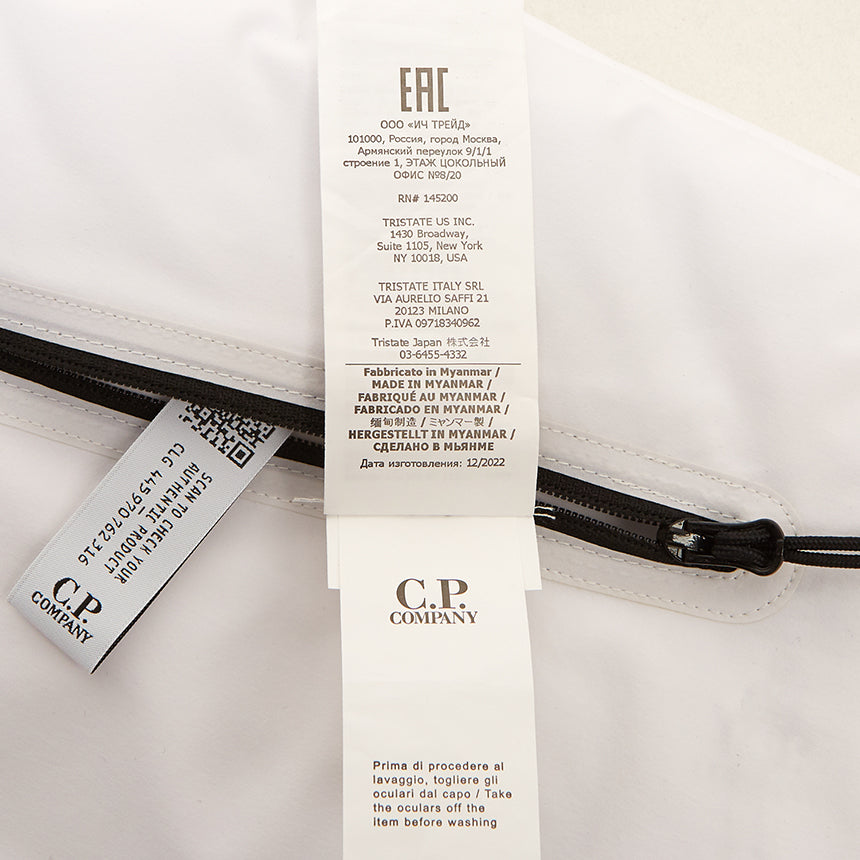 EAC
ООО «ИЧ ТРЕЙД»
101000, Россия, город Москва,
Армянский переулок 9/1/1
строение 1, ЭТАЖ ЦОКОЛЬНЫЙ
ОФИС №8/20
RN# 145200
TRISTATE US INC.
1430 Broadway,
Suite 1105, New York
NY 10018, USA
TRISTATE ITALY SRL
VIA AURELIO SAFFI 21
20123 MILANO
P.IVA 09718340962
Tristate Japan 株式会社
03-6455-4332
Fabbricato in Myanmar /
MADE IN MYANMAR /
FABRIQUÉ AU MYANMAR /
FABRICADO EN MYANMAR /
缅甸制造 / ミャンマー製 /
HERGESTELLT IN MYANMAR /
СДЕЛАНО В МЬЯНМЕ
Дата изготовления: 12/2022
SCAN TO CHECK YOUR
AUTHENTIC PRODUCT
CLG 445 970 762 316
C.P.
COMPANY
C.P.
COMPANY
Prima di procedere al
lavaggio, togliere gli
oculari dal capo / Take
the oculars off the
item before washing